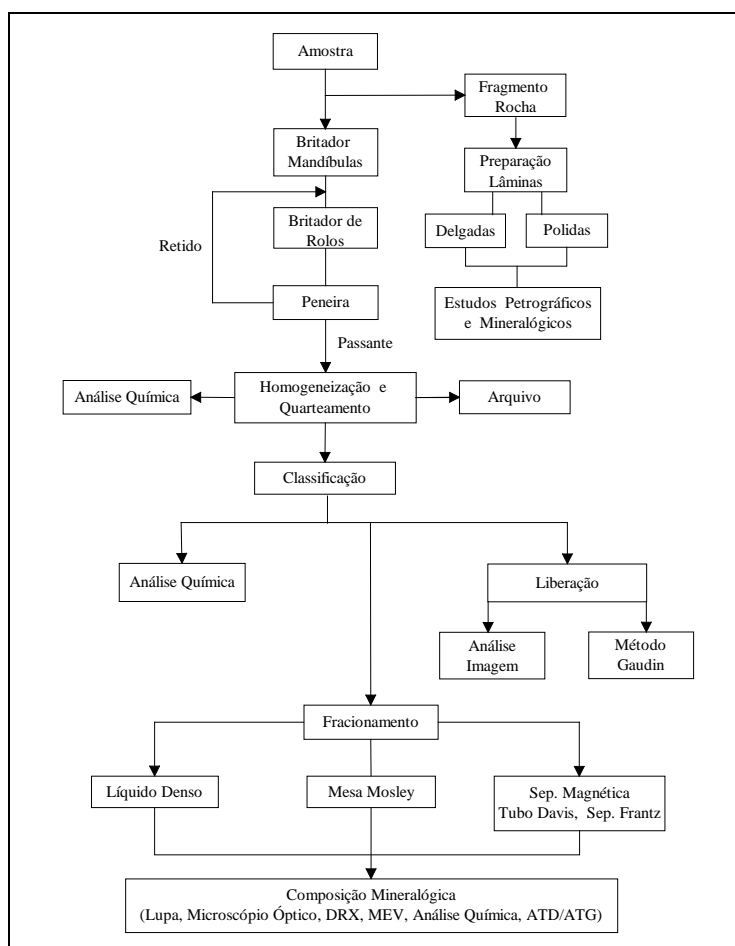 Amostra
Fragmento
Rocha
Britador
Mandíbulas
Preparação
Lâminas
Britador de
Rolos
Delgadas
Polidas
Retido
Peneira
Estudos Petrográficos
e Mineralógicos
Passante
Análise Química
Homogeneização e
Quarteamento
Arquivo
Classificação
Análise Química
Liberação
Análise
Imagem
Método
Gaudin
Fracionamento
Líquido Denso
Mesa Mosley
Sep. Magnética
Tubo Davis, Sep. Frantz
Composição Mineralógica
(Lupa, Microscópio Óptico, DRX, MEV, Análise Química, ATD/ATG)